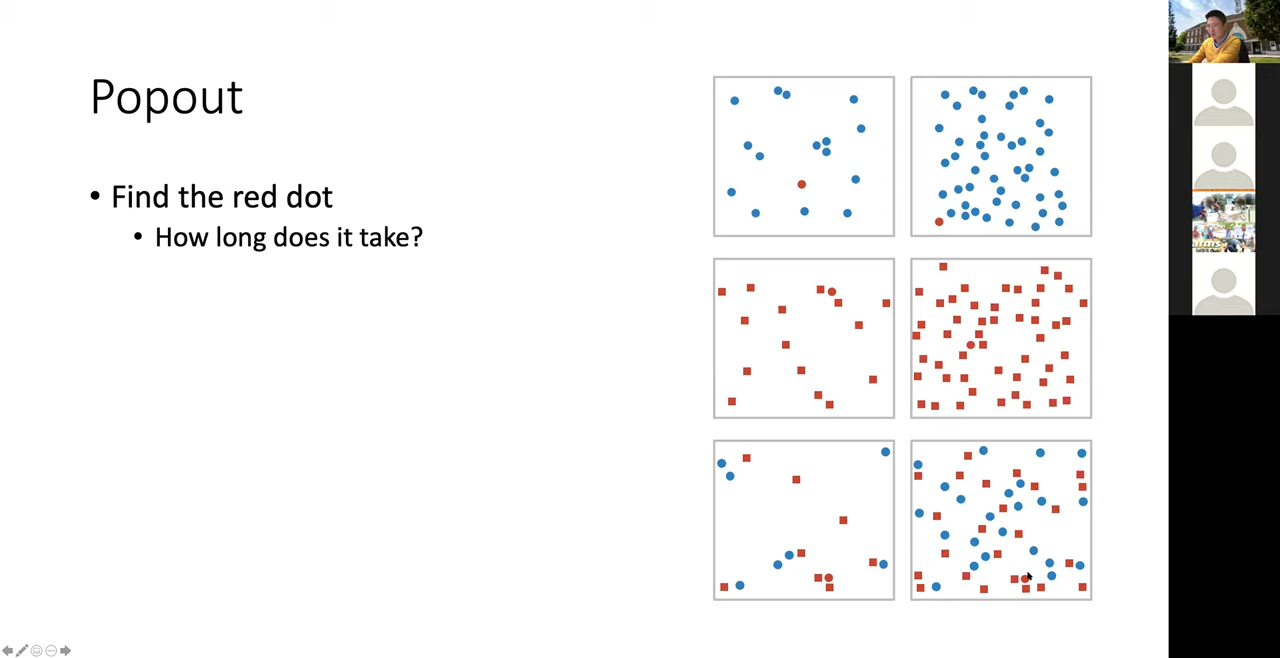 Popout
• Find the red dot
• How long does it take?